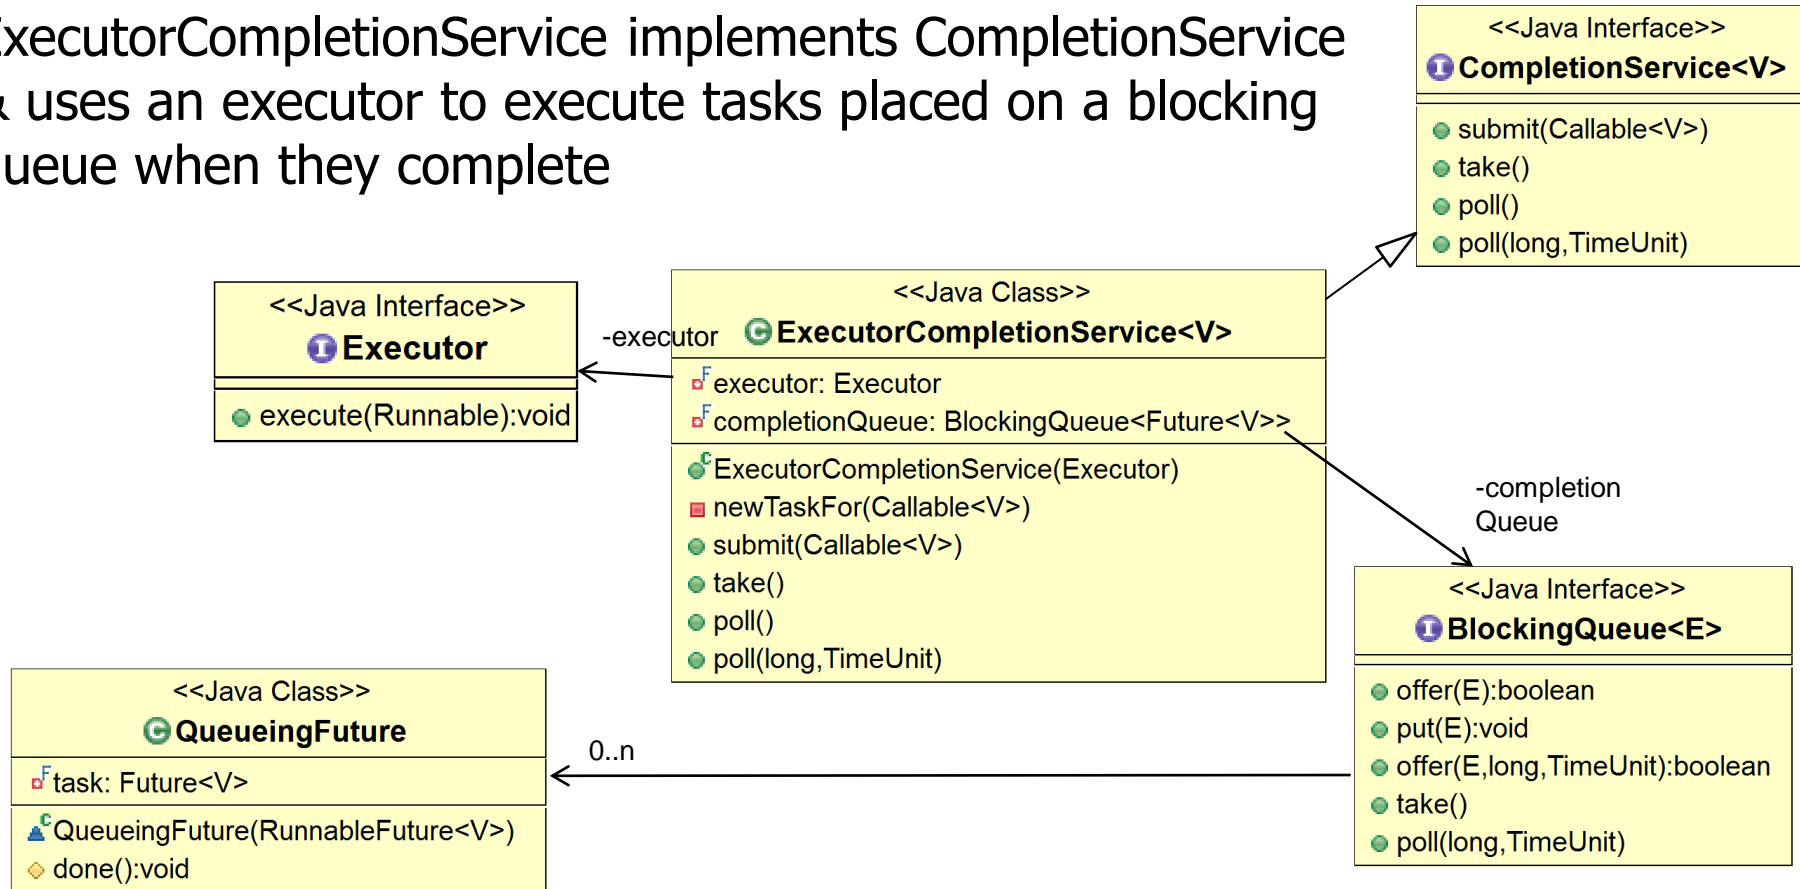 ExecutorCompletionService implements CompletionService
& uses an executor to execute tasks placed on a blocking
ueue when they complete
<<Java Interface>>
CompletionService<V>
submit(Callable<V>)
take()
poll()
poll(long,TimeUnit)
<<Java Interface>>
Executor
execute(Runnable):void
-executor
<<Java Class>>
ExecutorCompletionService<V>
executor: Executor
completionQueue: BlockingQueue<Future<V>>
ExecutorCompletionService(Executor)
newTaskFor(Callable<V>)
submit(Callable<V>)
take()
poll()
poll(long,TimeUnit)
-completion
Queue
<<Java Interface>>
BlockingQueue<E>
offer(E):boolean
put(E):void
offer(E,long,TimeUnit):boolean
take()
poll(long,TimeUnit)
0..n
<<Java Class>>
QueueingFuture
task: Future<V>
QueueingFuture(RunnableFuture<V>)
done():void